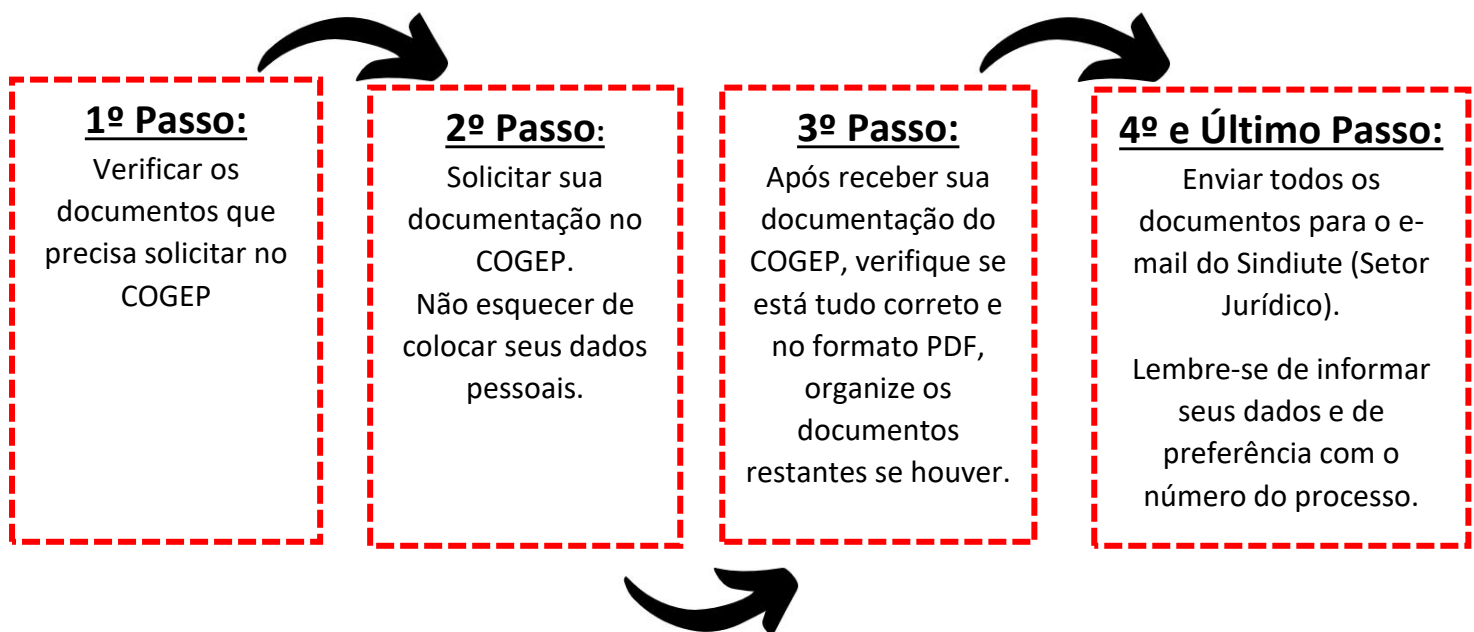 1º Passo:
Verificar os
documentos que
precisa solicitar no
COGEP
2º Passo:
Solicitar sua
documentação no
COGEP.
Não esquecer de
colocar seus dados
pessoais.
3º Passo:
Após receber sua
documentação do
COGEP, verifique se
está tudo correto e
no formato PDF,
organize os
documentos
restantes se houver.
4º e Último Passo:
Enviar todos os
documentos para o e-
mail do Sindiute (Setor
Jurídico).
Lembre-se de informar
seus dados e de
preferência com o
número do processo.